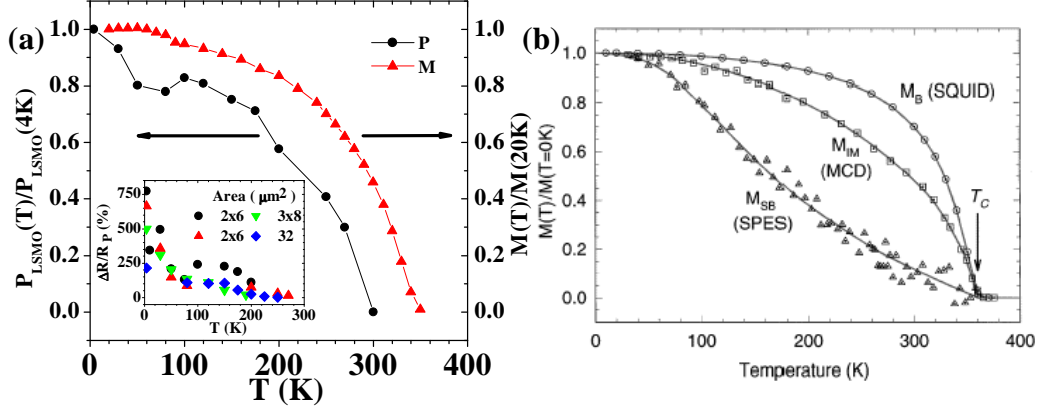 (a)
P
M
P_LSMO(T)/P_LSMO(4K)
1.0
0.8
0.6
0.4
0.2
0.0
M(T)/M(20K)
1.0
0.8
0.6
0.4
0.2
0.0
0 100 200 300 400
T (K)
Area ( μm²)
2x6 3x8
2x6 32
ΔR/R_P (%)
750
500
250
0
0 100 200 300
T (K)
(b)
M(T)/M(T=0K)
1.0
0.8
0.6
0.4
0.2
0.0
M_B (SQUID)
M_IM
(MCD)
M_SB
(SPES)
T_C
0 100 200 300 400
Temperature (K)